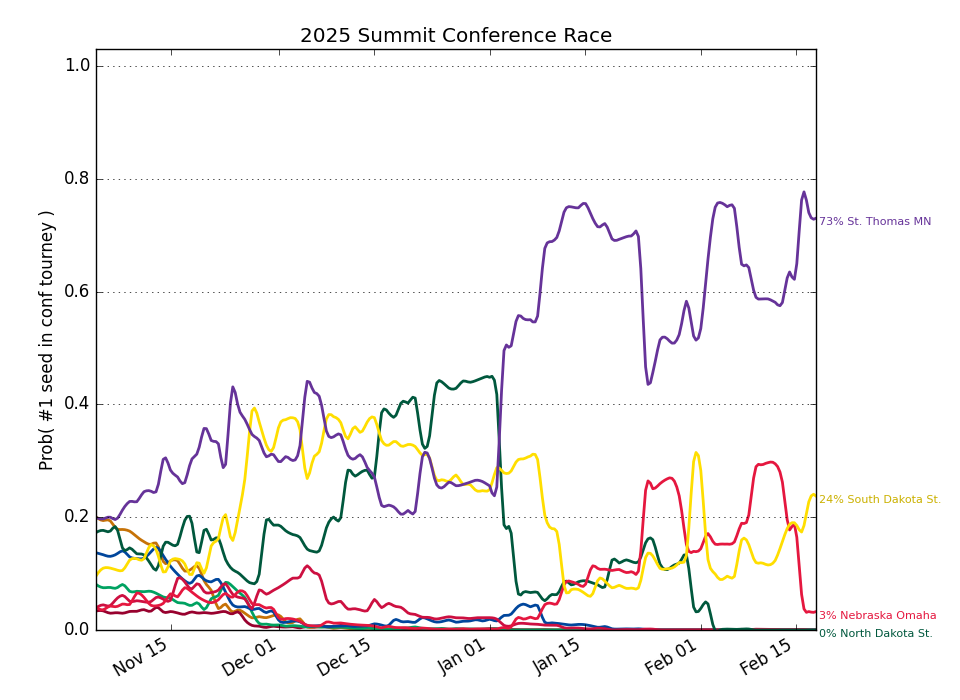 2025 Summit Conference Race
Prob( #1 seed in conf tourney )
1.0
0.8
0.6
0.4
0.2
0.0
73% St. Thomas MN
24% South Dakota St.
3% Nebraska Omaha
0% North Dakota St.
Nov 15
Dec 01
Dec 15
Jan 01
Jan 15
Feb 01
Feb 15